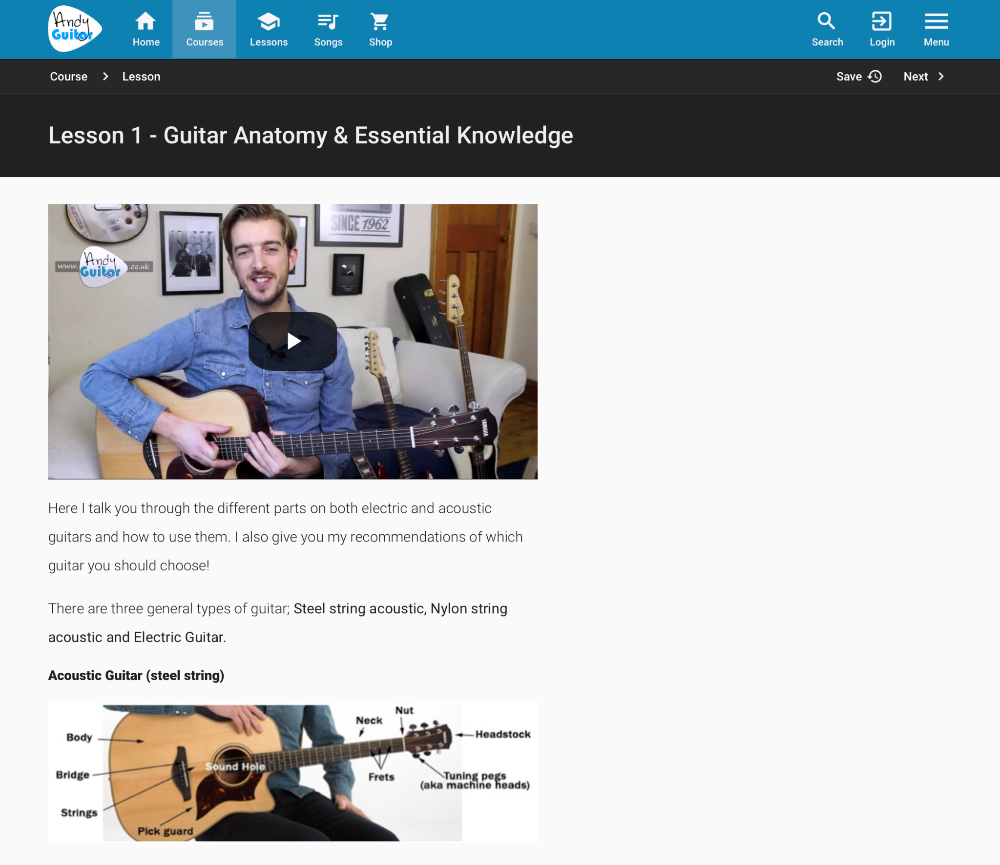 Andy
Guitar
Home
Courses
Lessons
Songs
Shop
Search
Login
Menu
Course
Lesson
Save
Next
Lesson 1 - Guitar Anatomy & Essential Knowledge
SINCE 1962
www.
Andy
Guitar
.co.uk
YAMAHA
Here I talk you through the different parts on both electric and acoustic
guitars and how to use them. I also give you my recommendations of which
guitar you should choose!
There are three general types of guitar; Steel string acoustic, Nylon string
acoustic and Electric Guitar.
Acoustic Guitar (steel string)
Nut
Neck
Headstock
Body
Sound Hole
Bridge
Frets
Tuning pegs
(aka machine heads)
Strings
Pick guard